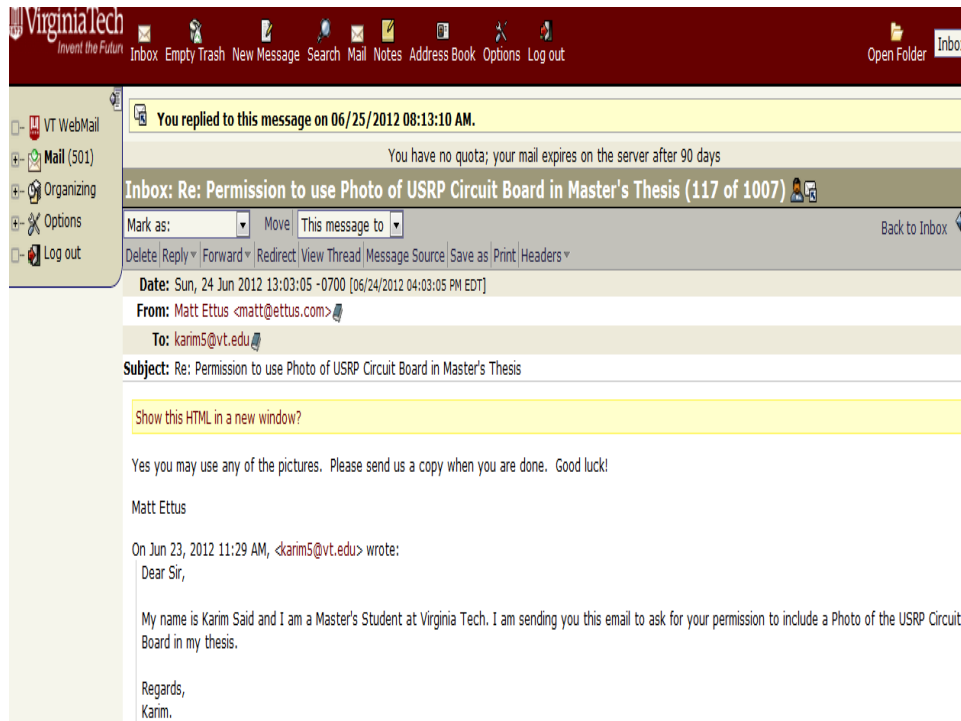 VirginiaTech
Invent the Future
Inbox Empty Trash New Message Search Mail Notes Address Book Options Log out
Open Folder Inbox
VT WebMail
Mail (501)
Organizing
Options
Log out
You replied to this message on 06/25/2012 08:13:10 AM.
You have no quota; your mail expires on the server after 90 days
Inbox: Re: Permission to use Photo of USRP Circuit Board in Master's Thesis (117 of 1007)
Mark as: Move This message to Back to Inbox
Delete Reply Forward Redirect View Thread Message Source Save as Print Headers
Date: Sun, 24 Jun 2012 13:03:05 -0700 [06/24/2012 04:03:05 PM EDT]
From: Matt Ettus <matt@ettus.com>
To: karim5@vt.edu
Subject: Re: Permission to use Photo of USRP Circuit Board in Master's Thesis
Show this HTML in a new window?
Yes you may use any of the pictures. Please send us a copy when you are done. Good luck!
Matt Ettus
On Jun 23, 2012 11:29 AM, <karim5@vt.edu> wrote:
Dear Sir,
My name is Karim Said and I am a Master's Student at Virginia Tech. I am sending you this email to ask for your permission to include a Photo of the USRP Circuit
Board in my thesis.
Regards,
Karim.